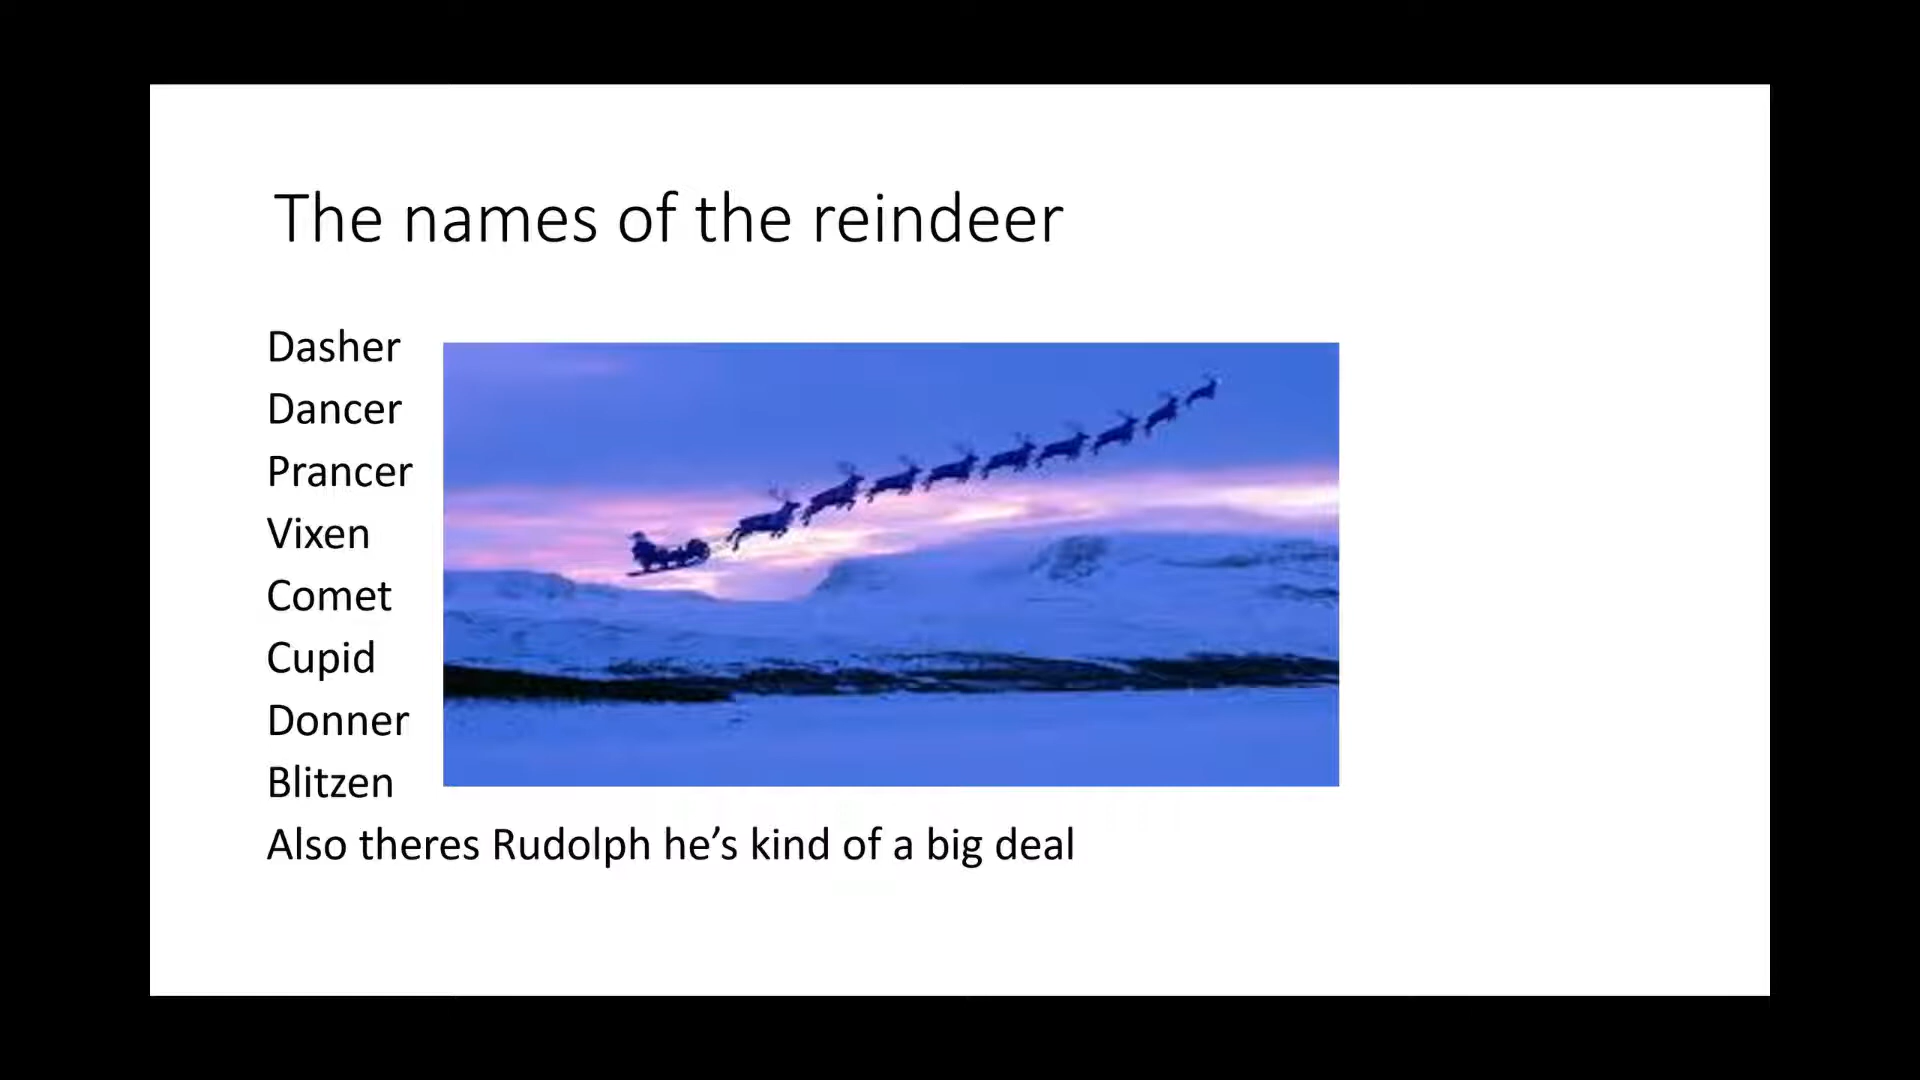 The names of the reindeer
Dasher
Dancer
Prancer
Vixen
Comet
Cupid
Donner
Blitzen
Also theres Rudolph he’s kind of a big deal